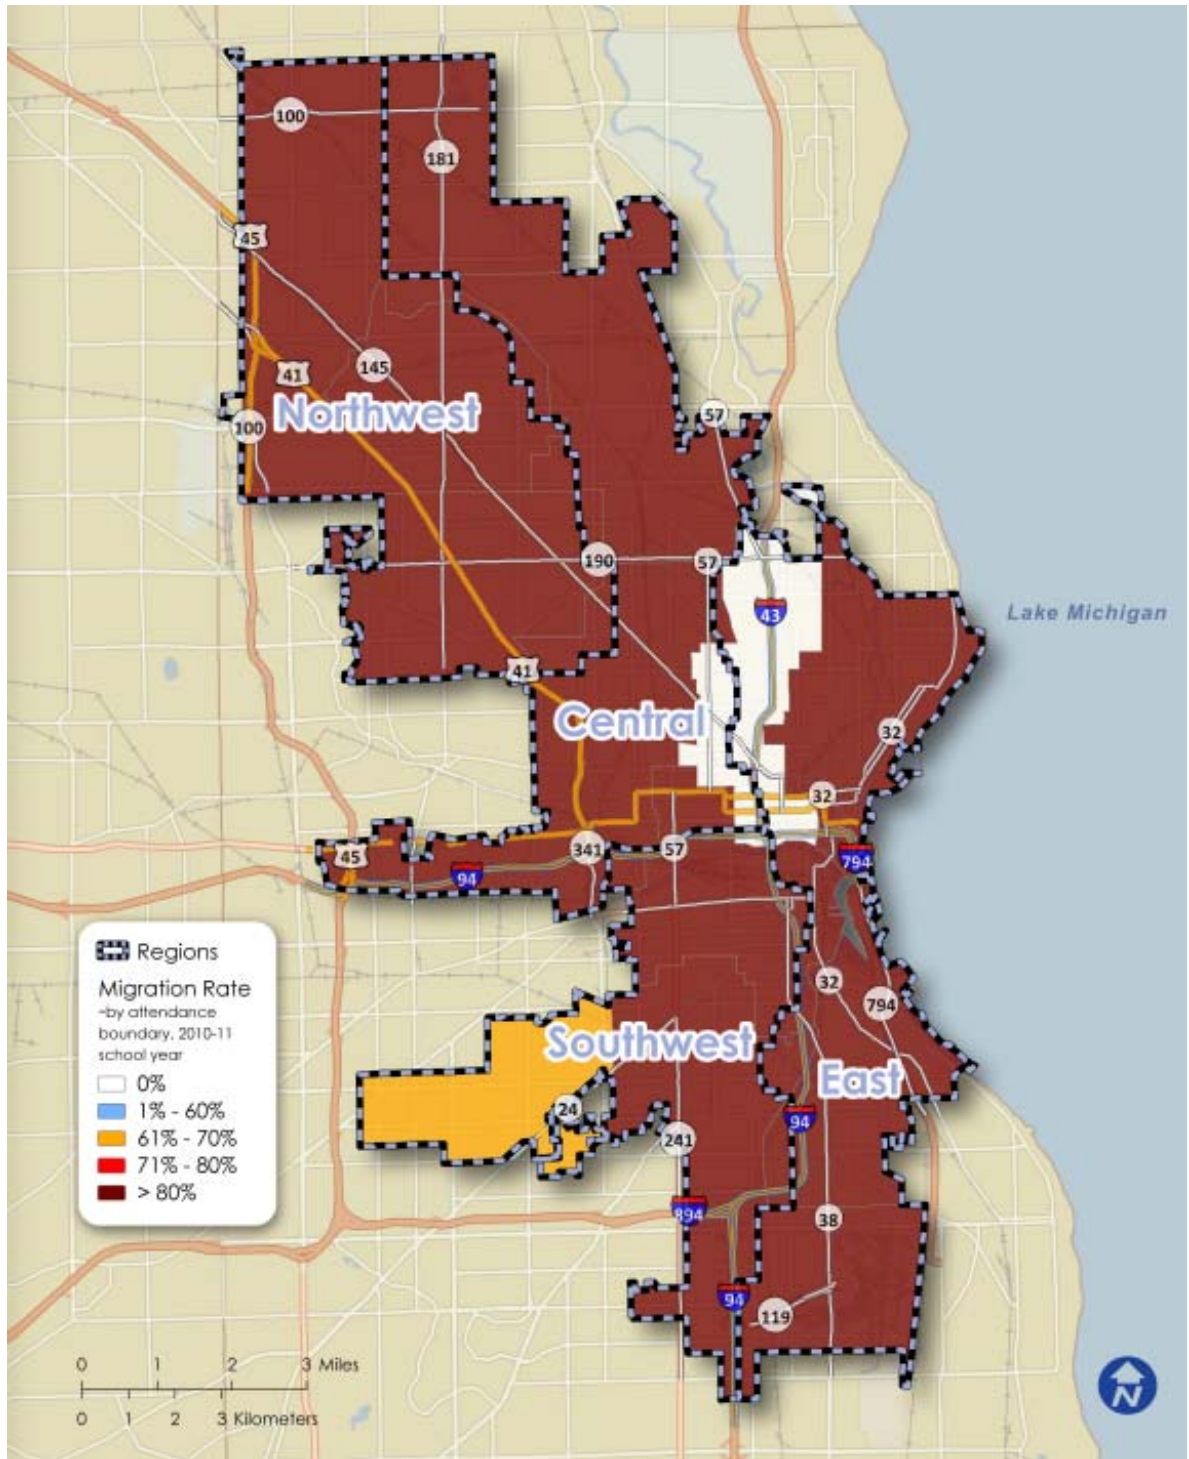 100
181
45
145
41
Northwest
57
100
190
57
43
Lake Michigan
41
Central
32
32
45
94
341
57
794
Regions
Migration Rate
~by attendance
boundary, 2010-11
school year
0%
1% - 60%
61% - 70%
71% - 80%
> 80%
32
794
Southwest
East
24
94
241
894
38
94
119
0 1 2 3 Miles
0 1 2 3 Kilometers
N